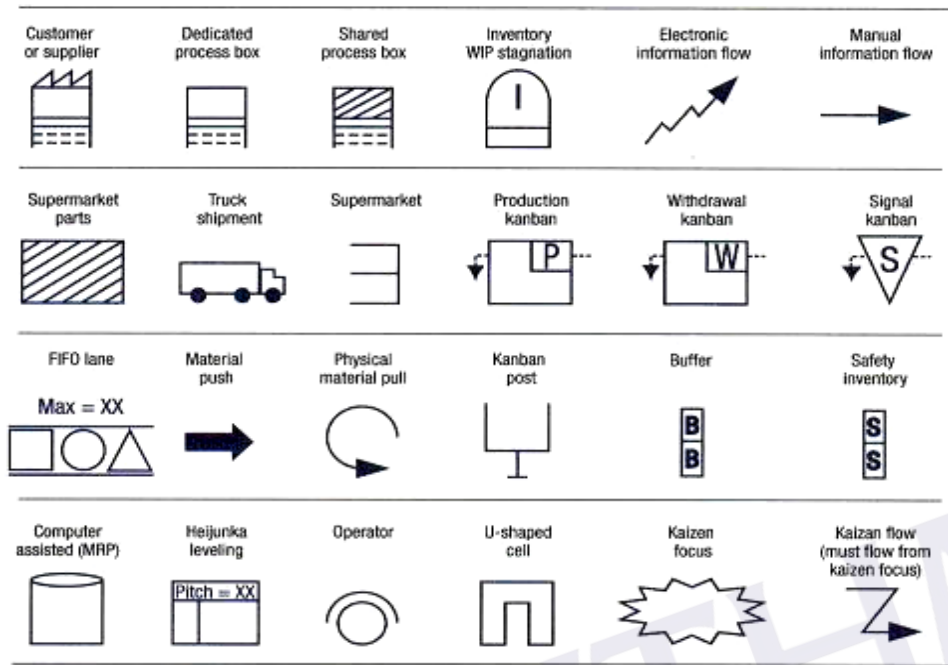 Customer or supplier
Dedicated process box
Shared process box
Inventory WIP stagnation
Electronic information flow
Manual information flow
I
Supermarket parts
Truck shipment
Supermarket
Production kanban
Withdrawal kanban
Signal kanban
P
W
S
FIFO lane
Material push
Physical material pull
Kanban post
Buffer
Safety inventory
Max = XX
B
B
S
S
Computer assisted (MRP)
Heijunka leveling
Operator
U-shaped cell
Kaizen focus
Kaizan flow (must flow from kaizen focus)
Pitch = XX